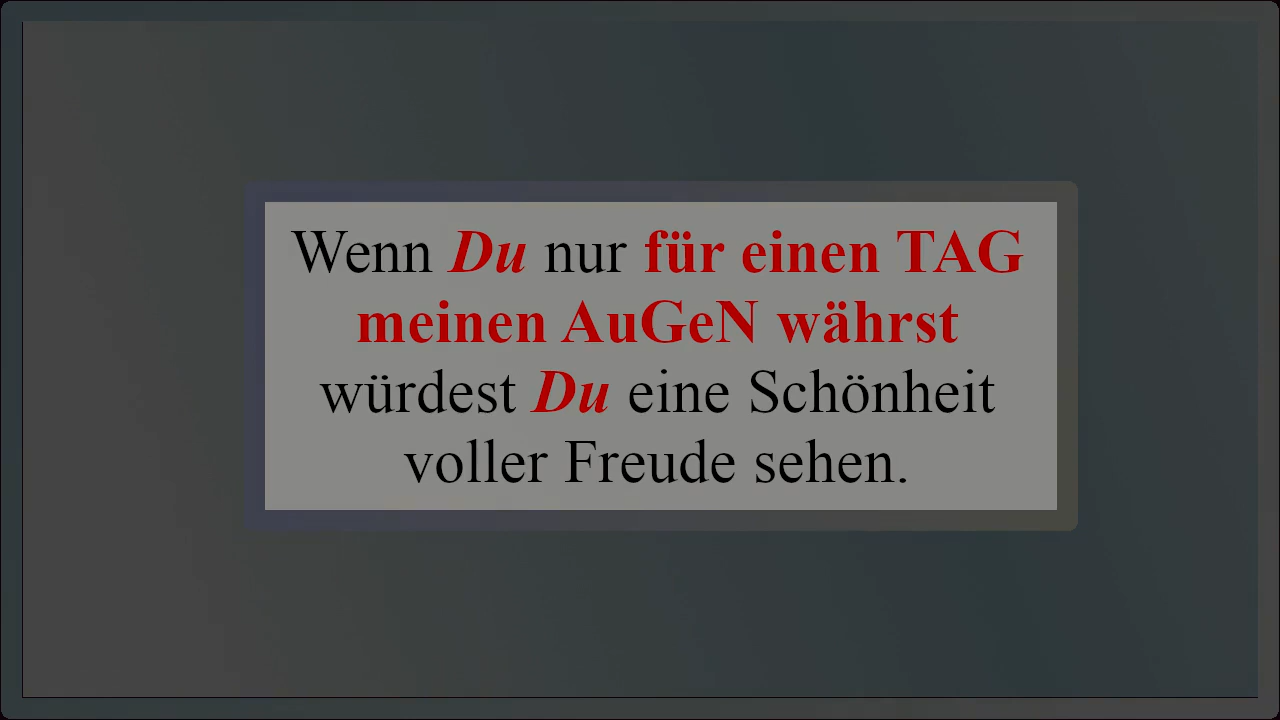 Wenn Du nur für einen TAG
meinen AuGeN währst
würdest Du eine Schönheit
voller Freude sehen.